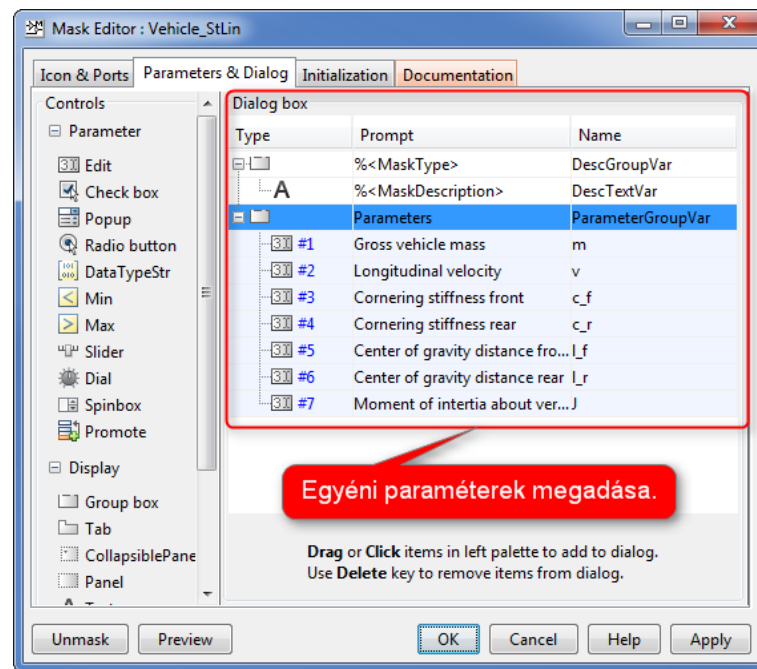 Mask Editor : Vehicle_StLin
Icon & Ports Parameters & Dialog Initialization Documentation
Controls
Parameter
Edit
Check box
Popup
Radio button
DataTypeStr
Min
Max
Slider
Dial
Spinbox
Promote
Display
Group box
Tab
CollapsiblePane
Panel
Dialog box
Type Prompt Name
%<MaskType> DescGroupVar
A %<MaskDescription> DescTextVar
Parameters ParameterGroupVar
#1 Gross vehicle mass m
#2 Longitudinal velocity v
#3 Cornering stiffness front c_f
#4 Cornering stiffness rear c_r
#5 Center of gravity distance fro... l_f
#6 Center of gravity distance rear l_r
#7 Moment of intertia about ver... J
Egyéni paraméterek megadása.
Drag or Click items in left palette to add to dialog.
Use Delete key to remove items from dialog.
Unmask Preview OK Cancel Help Apply